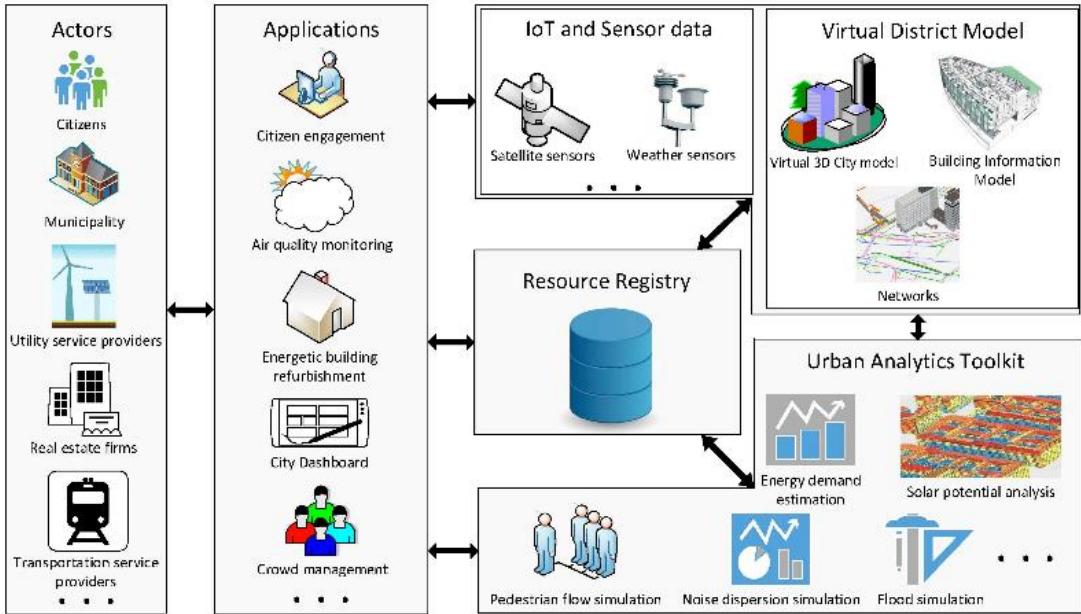 Actors
Citizens
Municipality
Utility service providers
Real estate firms
Transportation service
providers
• • •
Applications
Citizen engagement
Air quality monitoring
Energetic building
refurbishment
City Dashboard
Crowd management
• • •
IoT and Sensor data
Satellite sensors
Weather sensors
• • •
Virtual District Model
Virtual 3D City model
Building Information
Model
Networks
Resource Registry
Urban Analytics Toolkit
Energy demand
estimation
Solar potential analysis
Pedestrian flow simulation
Noise dispersion simulation
Flood simulation
• • •